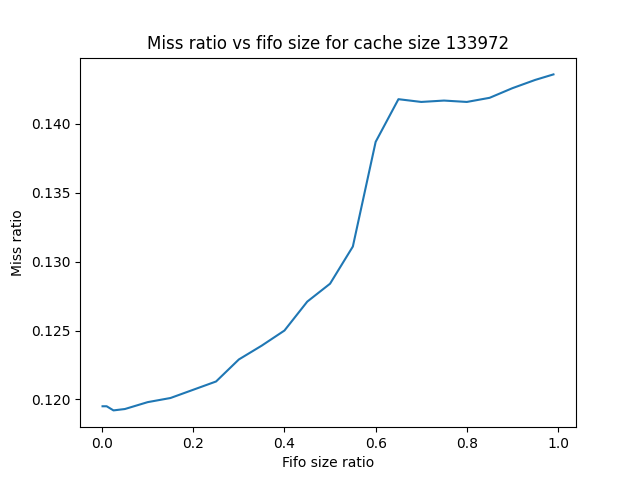 Miss ratio vs fifo size for cache size 133972
0.140
0.135
0.130
0.125
0.120
Miss ratio
0.0 0.2 0.4 0.6 0.8 1.0
Fifo size ratio